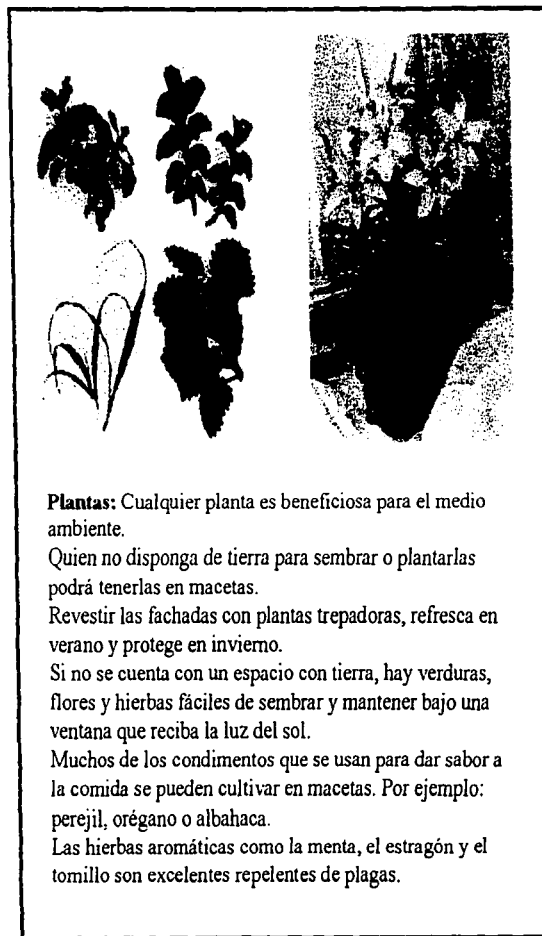 Plantas: Cualquier planta es beneficiosa para el medio
ambiente.
Quien no disponga de tierra para sembrar o plantarlas
podrá tenerlas en macetas.
Revestir las fachadas con plantas trepadoras, refresca en
verano y protege en invierno.
Si no se cuenta con un espacio con tierra, hay verduras,
flores y hierbas fáciles de sembrar y mantener bajo una
ventana que reciba la luz del sol.
Muchos de los condimentos que se usan para dar sabor a
la comida se pueden cultivar en macetas. Por ejemplo:
perejil, orégano o albahaca.
Las hierbas aromáticas como la menta, el estragón y el
tomillo son excelentes repelentes de plagas.